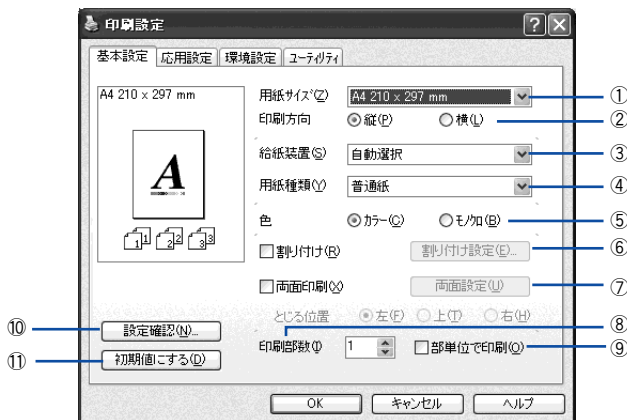 印刷設定
基本設定 応用設定 環境設定 ユーティリティ
A4 210 x 297 mm
A
1 1 2 2 3 3
用紙サイズ(Z) A4 210 x 297 mm ①
印刷方向 縦(P) 横(L) ②
給紙装置(S) 自動選択 ③
用紙種類(Y) 普通紙 ④
色 カラー(C) モノクロ(B) ⑤
割り付け(R) 割り付け設定(E)... ⑥
両面印刷(X) 両面設定(U) ⑦
とじる位置 左(F) 上(T) 右(H)
⑧
印刷部数(I) 1 部単位で印刷(O) ⑨
⑩ 設定確認(N)...
⑪ 初期値にする(D)
OK キャンセル ヘルプ